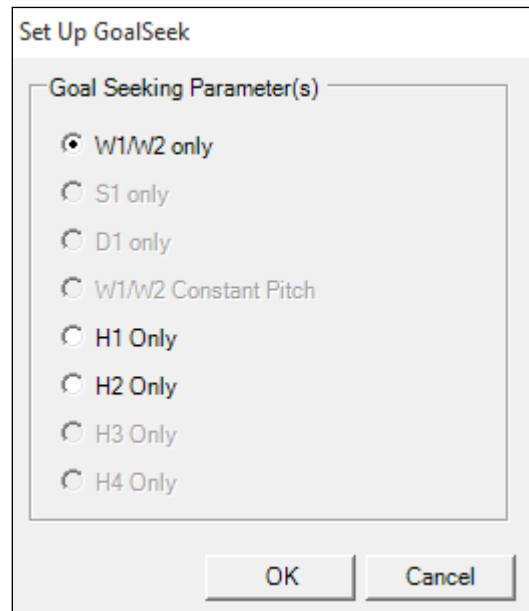 Set Up GoalSeek
Goal Seeking Parameter(s)
W1/W2 only
S1 only
D1 only
W1/W2 Constant Pitch
H1 Only
H2 Only
H3 Only
H4 Only
OK Cancel